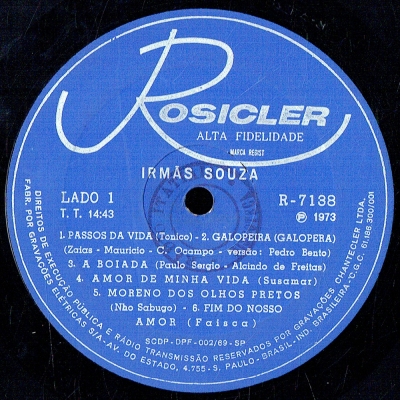 ROSICLER
ALTA FIDELIDADE
MARCA REGIST
IRMÃS SOUZA
LADO 1
R-7188
T. T. 14:43
Ⓟ 1973
1. PASSOS DA VIDA (Tonico) - 2. GALOPEIRA (GALOPERA)
(Zaias - Mauricio - C. Ocampo - versão: Pedro Bento)
3. A BOIADA (Paulo Sergio - Alcindo de Freitas)
4. AMOR DE MINHA VIDA (Susamar)
5. MORENO DOS OLHOS PRETOS
(Nho Sabugo) - 6. FIM DO NOSSO
AMOR (Faisca)
DIREITOS DE EXECUÇÃO PÚBLICA E RÁDIO TRANSMISSÃO RESERVADOS POR GRAVAÇÕES CHANTECLER LTDA.
FABR. POR GRAVAÇÕES ELÉTRICAS S/A. AV. DO ESTADO, 4.755 - S. PAULO - BRASIL - IND. BRASILEIRA - C.G.C. 61.186.300/001
SCDP - DPF - 002/69 - SP